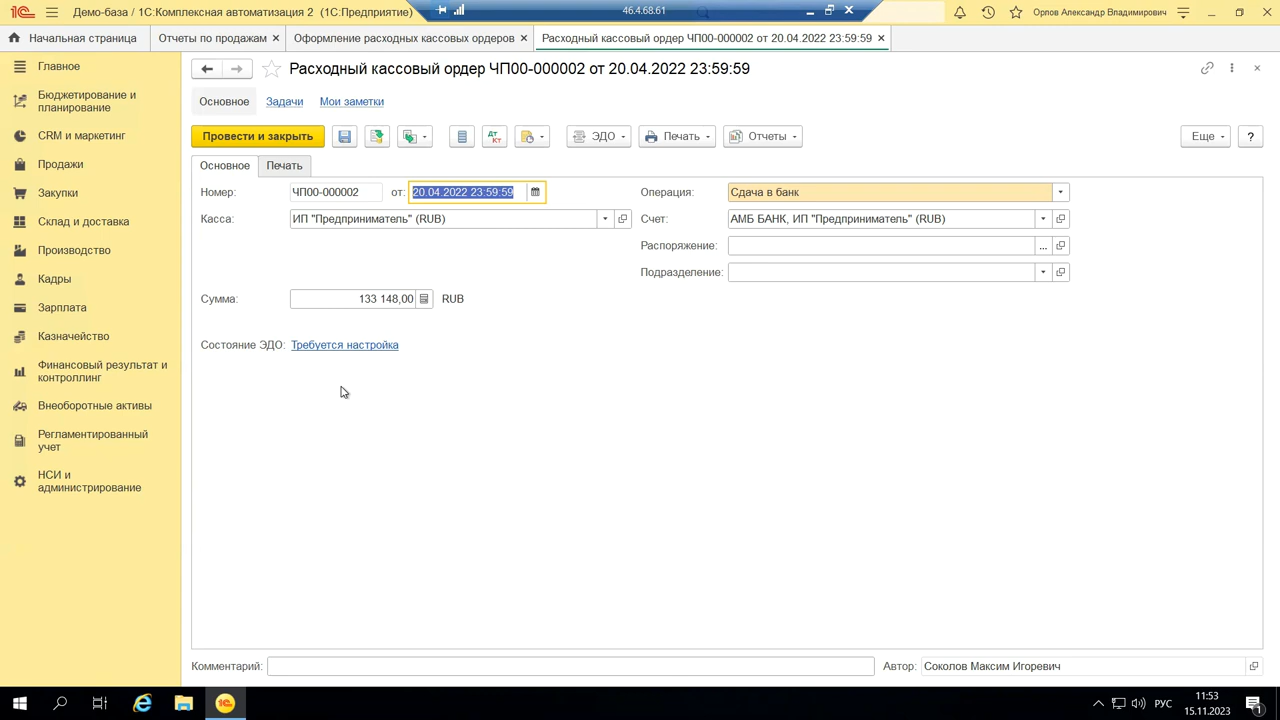 Демо-база / 1С:Комплексная автоматизация 2 (1С:Предприятие)
46.4.68.61
Орлов Александр Владимирович
Начальная страница
Отчеты по продажам
Оформление расходных кассовых ордеров
Расходный кассовый ордер ЧП00-000002 от 20.04.2022 23:59:59
Главное
Бюджетирование и
планирование
CRM и маркетинг
Продажи
Закупки
Склад и доставка
Производство
Кадры
Зарплата
Казначейство
Финансовый результат и
контроллинг
Внеоборотные активы
Регламентированный
учет
НСИ и
администрирование
Расходный кассовый ордер ЧП00-000002 от 20.04.2022 23:59:59
Основное Задачи Мои заметки
Провести и закрыть Дт Кт ЭДО Печать Отчеты Еще ?
Основное Печать
Номер: ЧП00-000002 от: 20.04.2022 23:59:59 Операция: Сдача в банк
Касса: ИП "Предприниматель" (RUB) Счет: АМБ БАНК, ИП "Предприниматель" (RUB)
Распоряжение: ...
Подразделение:
Сумма: 133 148,00 RUB
Состояние ЭДО: Требуется настройка
Комментарий: Автор: Соколов Максим Игоревич
РУС
11:53
15.11.2023
1